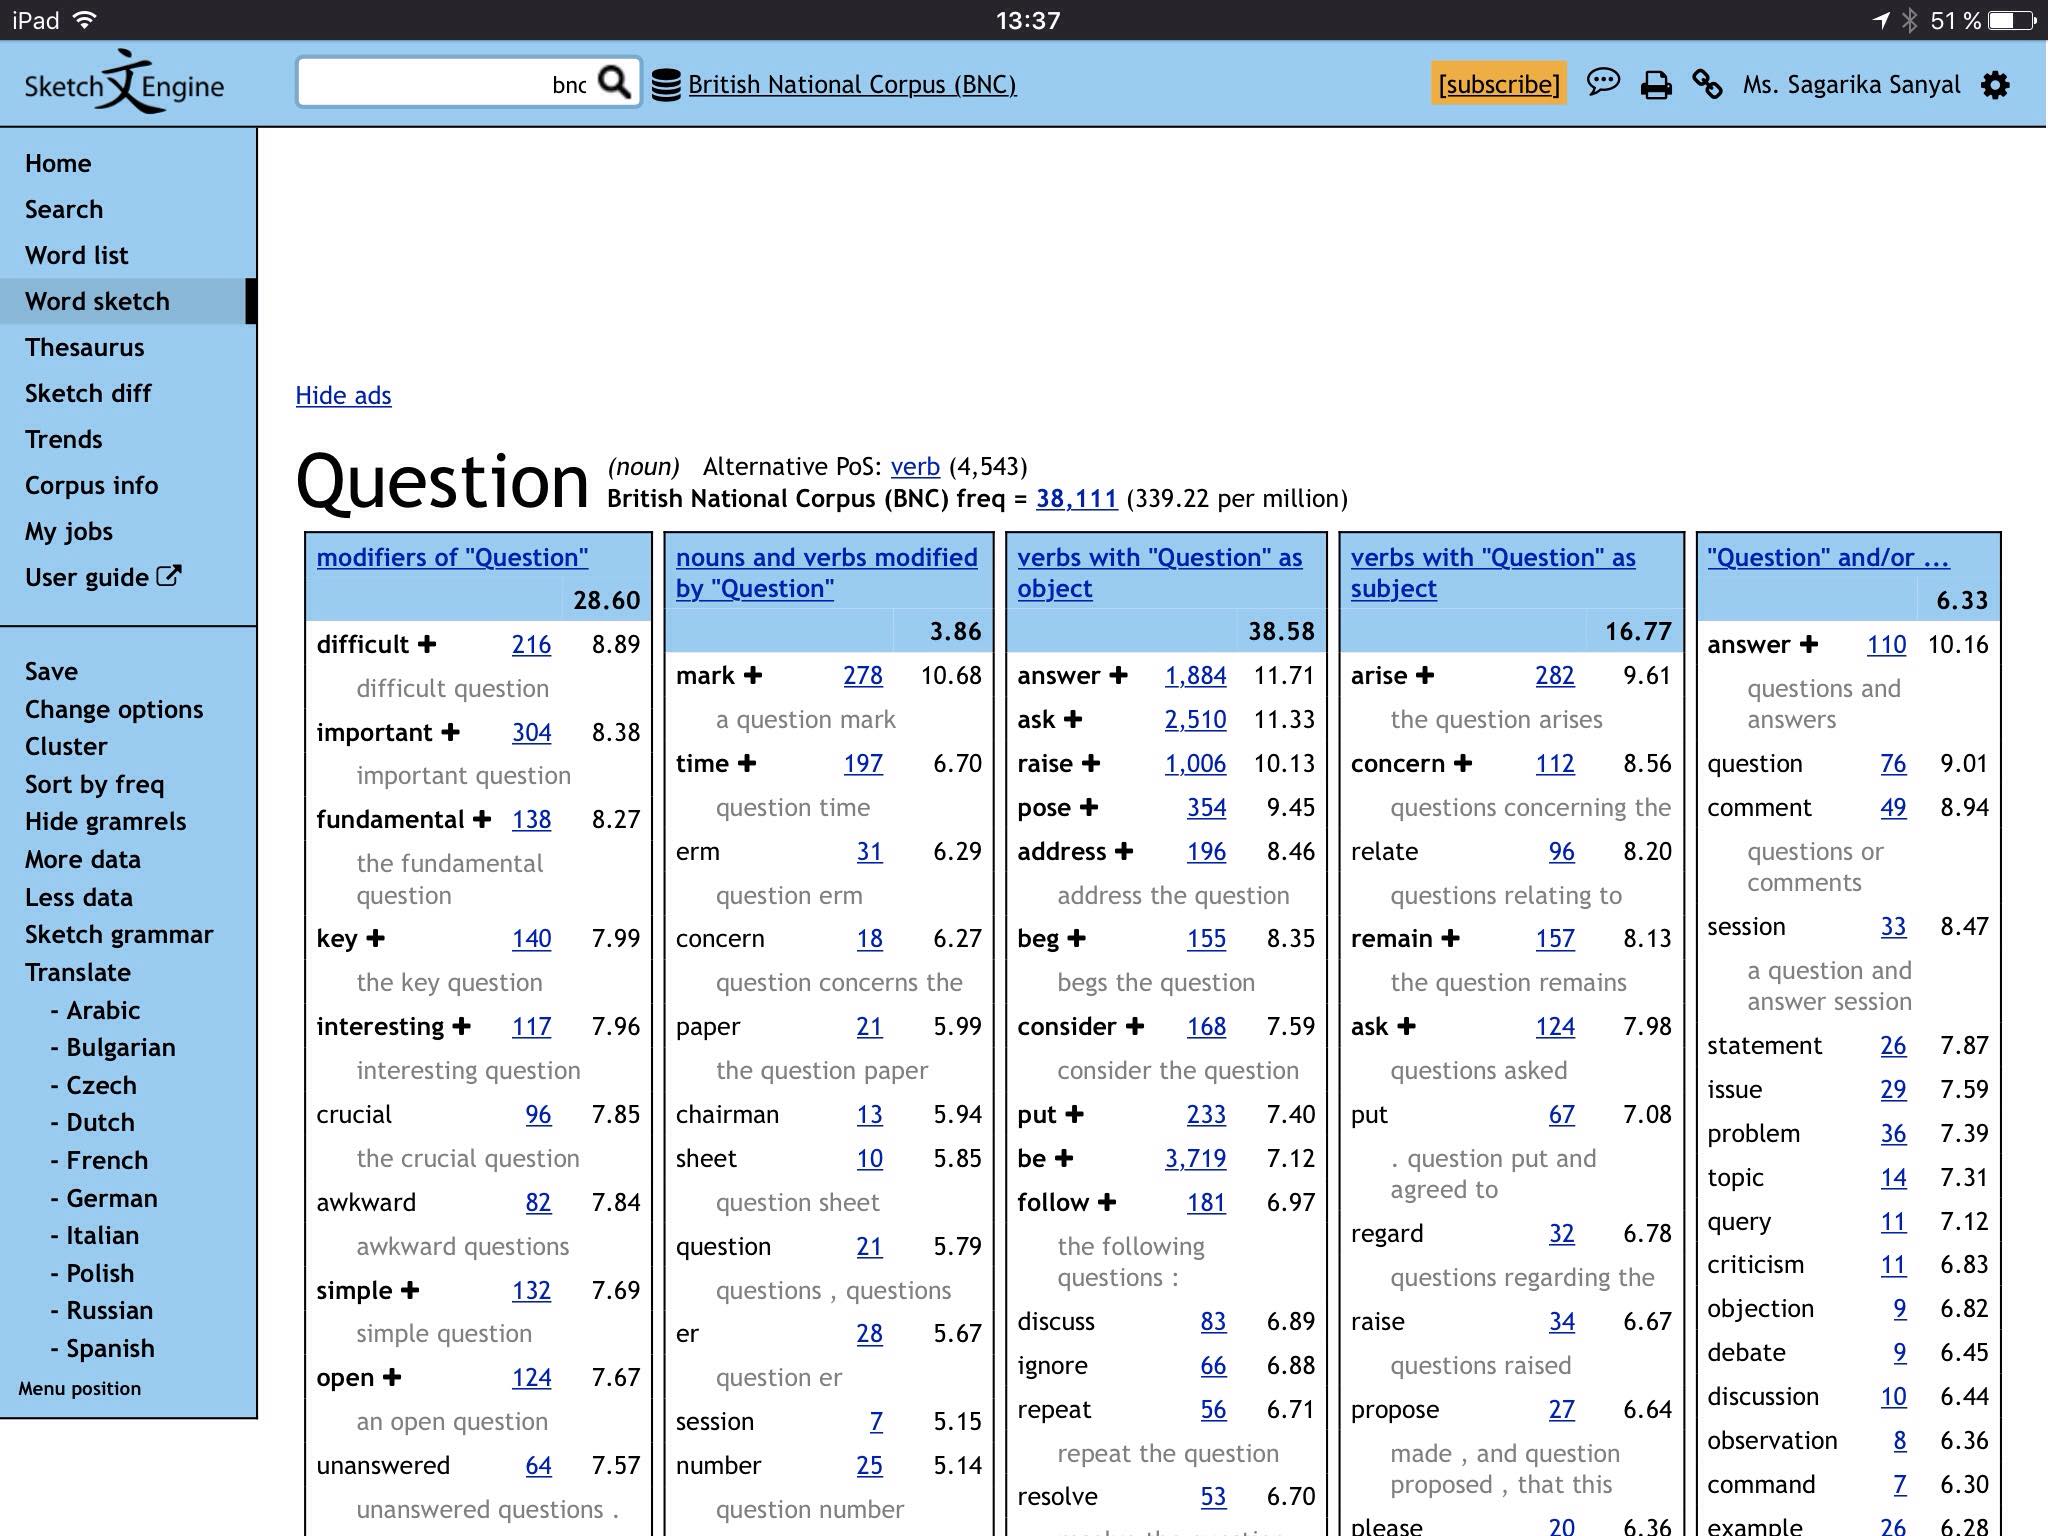 iPad 13:37 51 %
Sketch 文 Engine bnc British National Corpus (BNC) [subscribe] Ms. Sagarika Sanyal
Home
Search
Word list
Word sketch
Thesaurus
Sketch diff
Trends
Corpus info
My jobs
User guide
Save
Change options
Cluster
Sort by freq
Hide gramrels
More data
Less data
Sketch grammar
Translate
- Arabic
- Bulgarian
- Czech
- Dutch
- French
- German
- Italian
- Polish
- Russian
- Spanish
Menu position
Hide ads
Question (noun) Alternative PoS: verb (4,543)
British National Corpus (BNC) freq = 38,111 (339.22 per million)
modifiers of "Question"
28.60
difficult + 216 8.89
difficult question
important + 304 8.38
important question
fundamental + 138 8.27
the fundamental
question
key + 140 7.99
the key question
interesting + 117 7.96
interesting question
crucial 96 7.85
the crucial question
awkward 82 7.84
awkward questions
simple + 132 7.69
simple question
open + 124 7.67
an open question
unanswered 64 7.57
unanswered questions .
nouns and verbs modified
by "Question"
3.86
mark + 278 10.68
a question mark
time + 197 6.70
question time
erm 31 6.29
question erm
concern 18 6.27
question concerns the
paper 21 5.99
the question paper
chairman 13 5.94
sheet 10 5.85
question sheet
question 21 5.79
questions , questions
er 28 5.67
question er
session 7 5.15
number 25 5.14
question number
verbs with "Question" as
object
38.58
answer + 1,884 11.71
ask + 2,510 11.33
raise + 1,006 10.13
pose + 354 9.45
address + 196 8.46
address the question
beg + 155 8.35
begs the question
consider + 168 7.59
consider the question
put + 233 7.40
be + 3,719 7.12
follow + 181 6.97
the following
questions :
discuss 83 6.89
ignore 66 6.88
repeat 56 6.71
repeat the question
resolve 53 6.70
verbs with "Question" as
subject
16.77
arise + 282 9.61
the question arises
concern + 112 8.56
questions concerning the
relate 96 8.20
questions relating to
remain + 157 8.13
the question remains
ask + 124 7.98
questions asked
put 67 7.08
. question put and
agreed to
regard 32 6.78
questions regarding the
raise 34 6.67
questions raised
propose 27 6.64
made , and question
proposed , that this
please 20 6.36
"Question" and/or ...
6.33
answer + 110 10.16
questions and
answers
question 76 9.01
comment 49 8.94
questions or
comments
session 33 8.47
a question and
answer session
statement 26 7.87
issue 29 7.59
problem 36 7.39
topic 14 7.31
query 11 7.12
criticism 11 6.83
objection 9 6.82
debate 9 6.45
discussion 10 6.44
observation 8 6.36
command 7 6.30
example 26 6.28